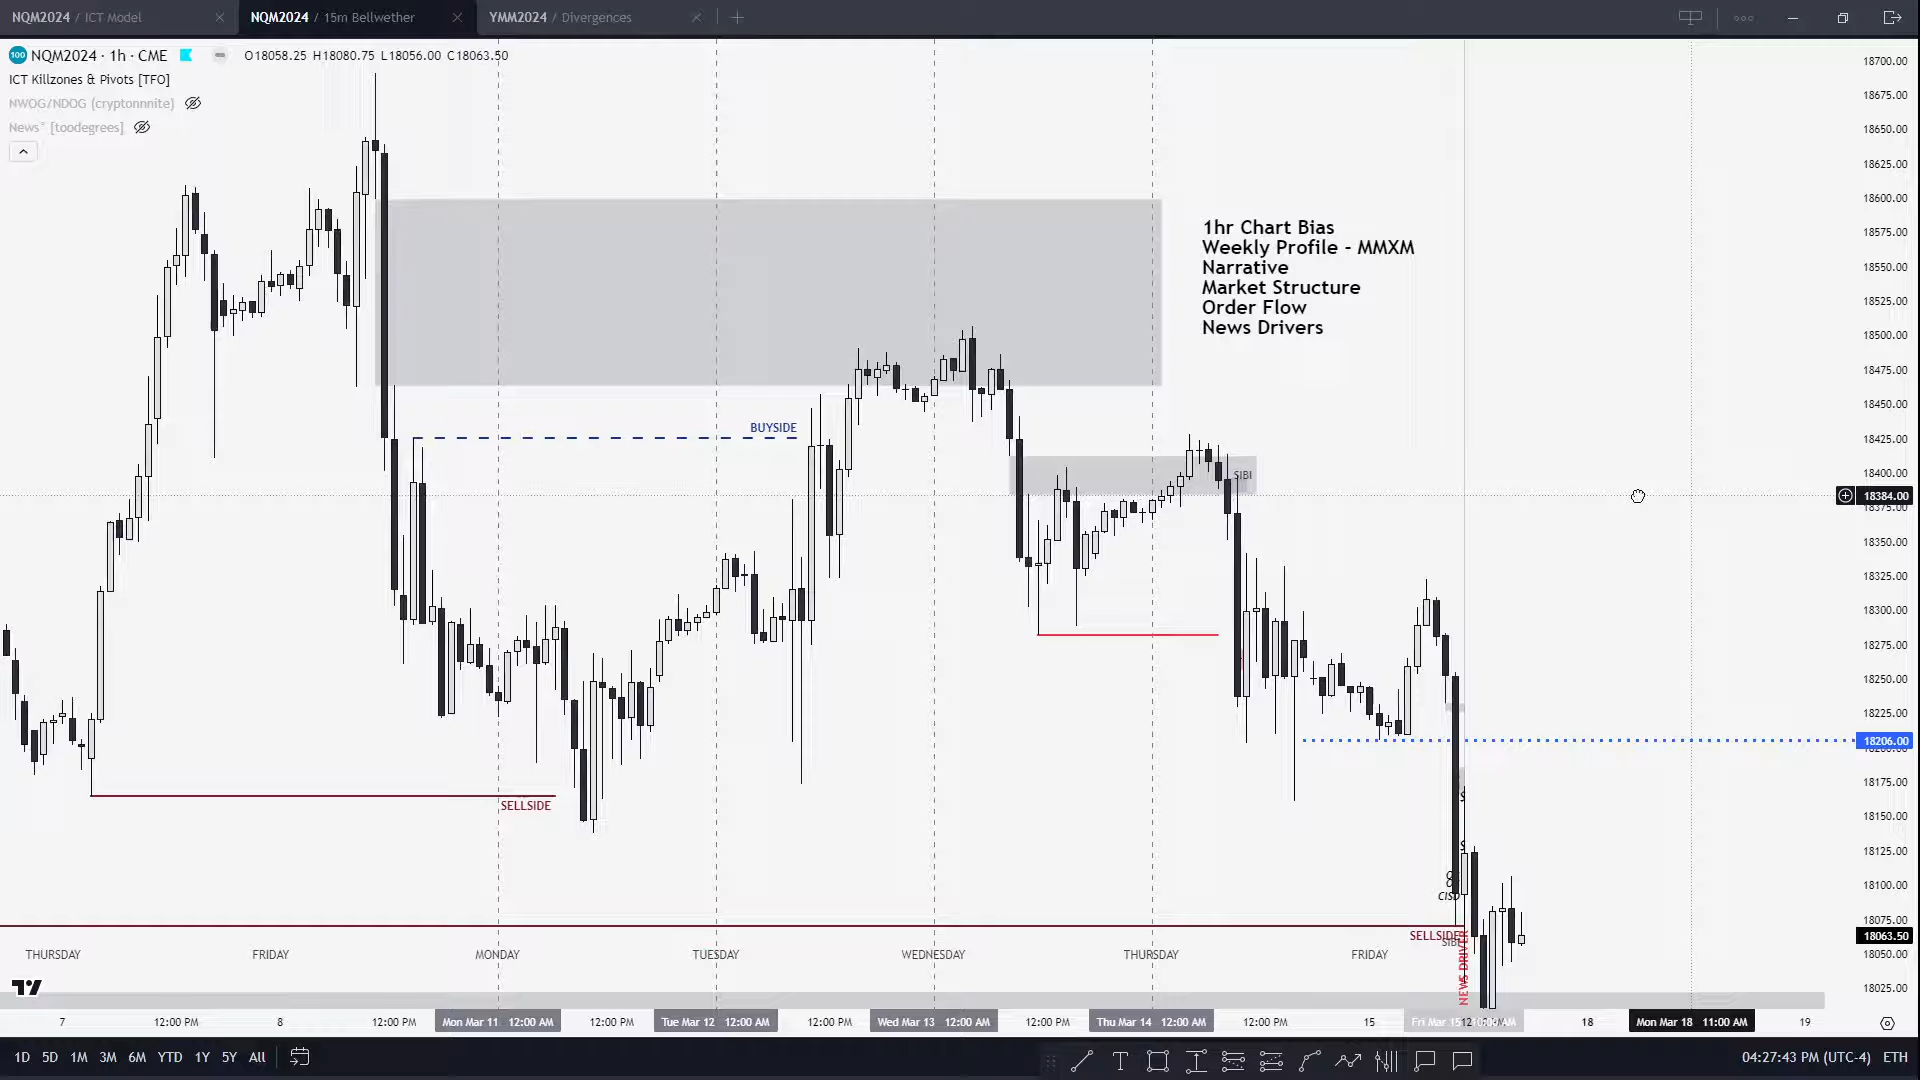 NQM2024 / ICT Model
NQM2024 / 15m Bellwether
YMM2024 / Divergences
100 NQM2024 · 1h · CME O18058.25 H18080.75 L18056.00 C18063.50
ICT Killzones & Pivots [TFO]
NWOG/NDOG (cryptonnnite)
News° [toodegrees]
1hr Chart Bias
Weekly Profile - MMXM
Narrative
Market Structure
Order Flow
News Drivers
BUYSIDE
SIBI
SELLSIDE
CISD
SELLSIDE
SIBI
NEWS DRIVER
THURSDAY FRIDAY MONDAY TUESDAY WEDNESDAY THURSDAY FRIDAY
18700.00
18675.00
18650.00
18625.00
18600.00
18575.00
18550.00
18525.00
18500.00
18475.00
18450.00
18425.00
18400.00
18384.00
18375.00
18350.00
18325.00
18300.00
18275.00
18250.00
18225.00
18206.00
18200.00
18175.00
18150.00
18125.00
18100.00
18075.00
18063.50
18050.00
18025.00
7 12:00 PM 8 12:00 PM Mon Mar 11 12:00 AM 12:00 PM Tue Mar 12 12:00 AM 12:00 PM Wed Mar 13 12:00 AM 12:00 PM Thu Mar 14 12:00 AM 12:00 PM 15 Fri Mar 15 18 Mon Mar 18 11:00 AM 19
1D 5D 1M 3M 6M YTD 1Y 5Y All
04:27:43 PM (UTC-4) ETH